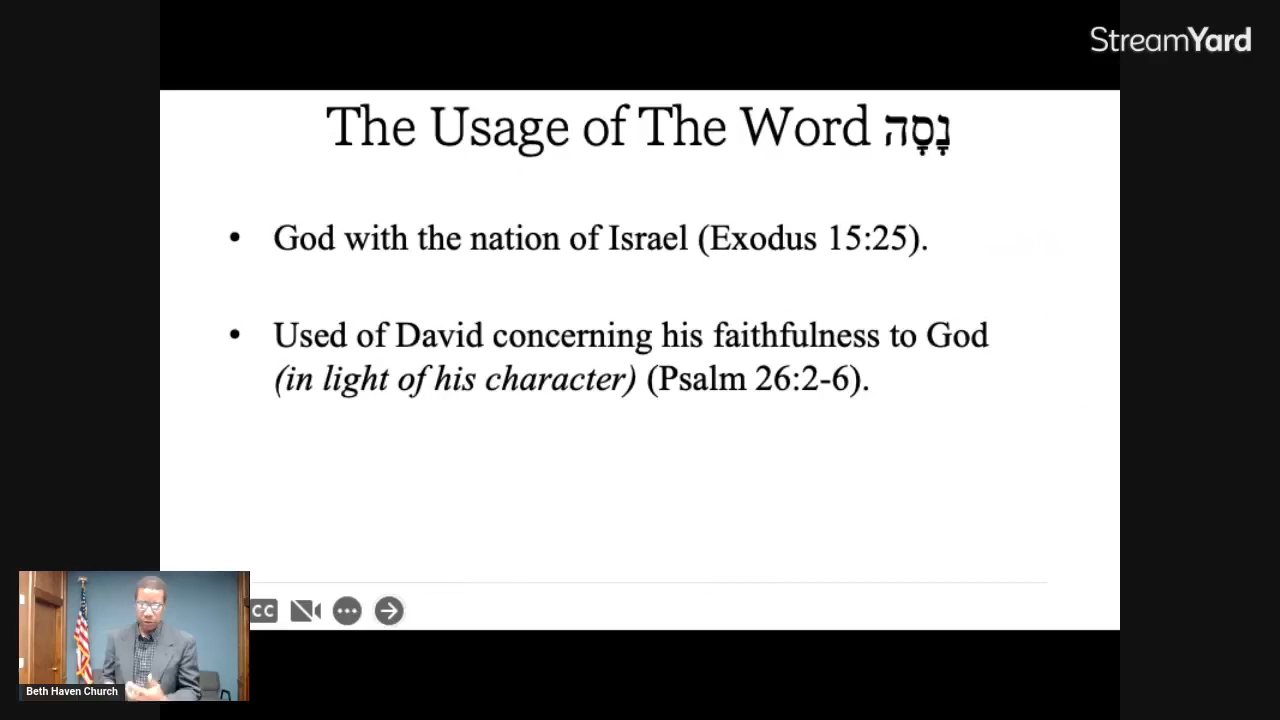 StreamYard
The Usage of The Word נָסָה
• God with the nation of Israel (Exodus 15:25).
• Used of David concerning his faithfulness to God
(in light of his character) (Psalm 26:2-6).
CC
Beth Haven Church